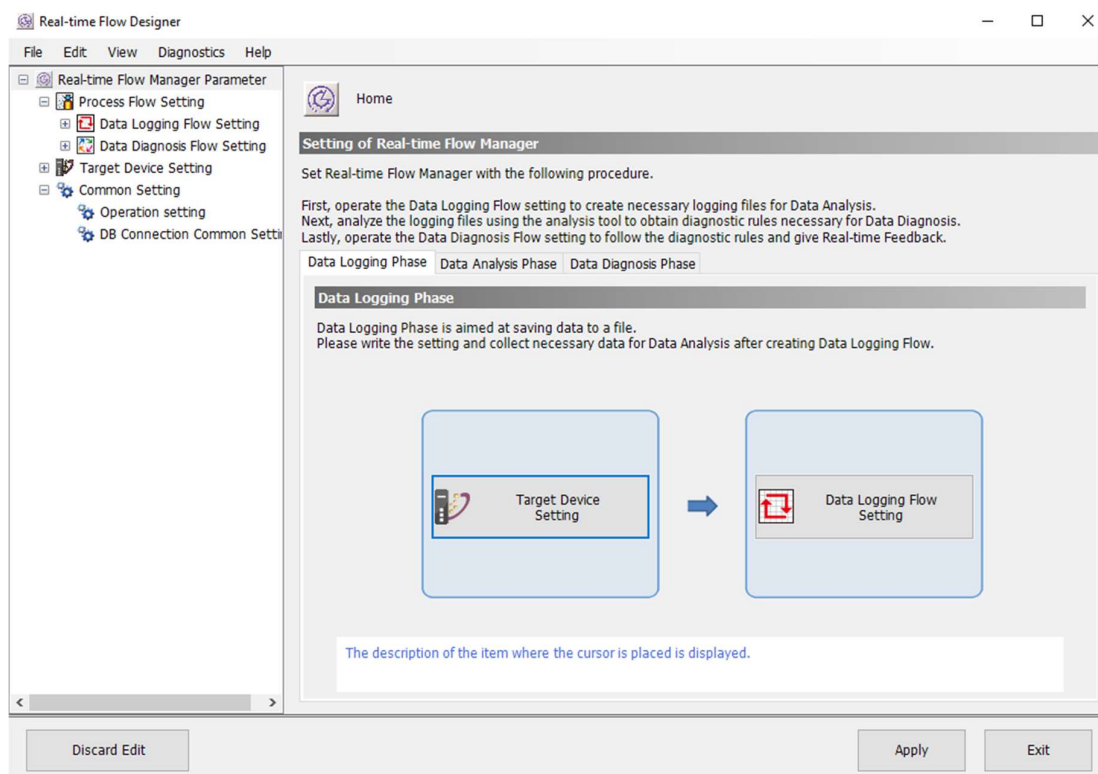 Real-time Flow Designer
File Edit View Diagnostics Help
Real-time Flow Manager Parameter
Process Flow Setting
Data Logging Flow Setting
Data Diagnosis Flow Setting
Target Device Setting
Common Setting
Operation setting
DB Connection Common Setti
Home
Setting of Real-time Flow Manager
Set Real-time Flow Manager with the following procedure.
First, operate the Data Logging Flow setting to create necessary logging files for Data Analysis.
Next, analyze the logging files using the analysis tool to obtain diagnostic rules necessary for Data Diagnosis.
Lastly, operate the Data Diagnosis Flow setting to follow the diagnostic rules and give Real-time Feedback.
Data Logging Phase Data Analysis Phase Data Diagnosis Phase
Data Logging Phase
Data Logging Phase is aimed at saving data to a file.
Please write the setting and collect necessary data for Data Analysis after creating Data Logging Flow.
Target Device
Setting
Data Logging Flow
Setting
The description of the item where the cursor is placed is displayed.
Discard Edit Apply Exit